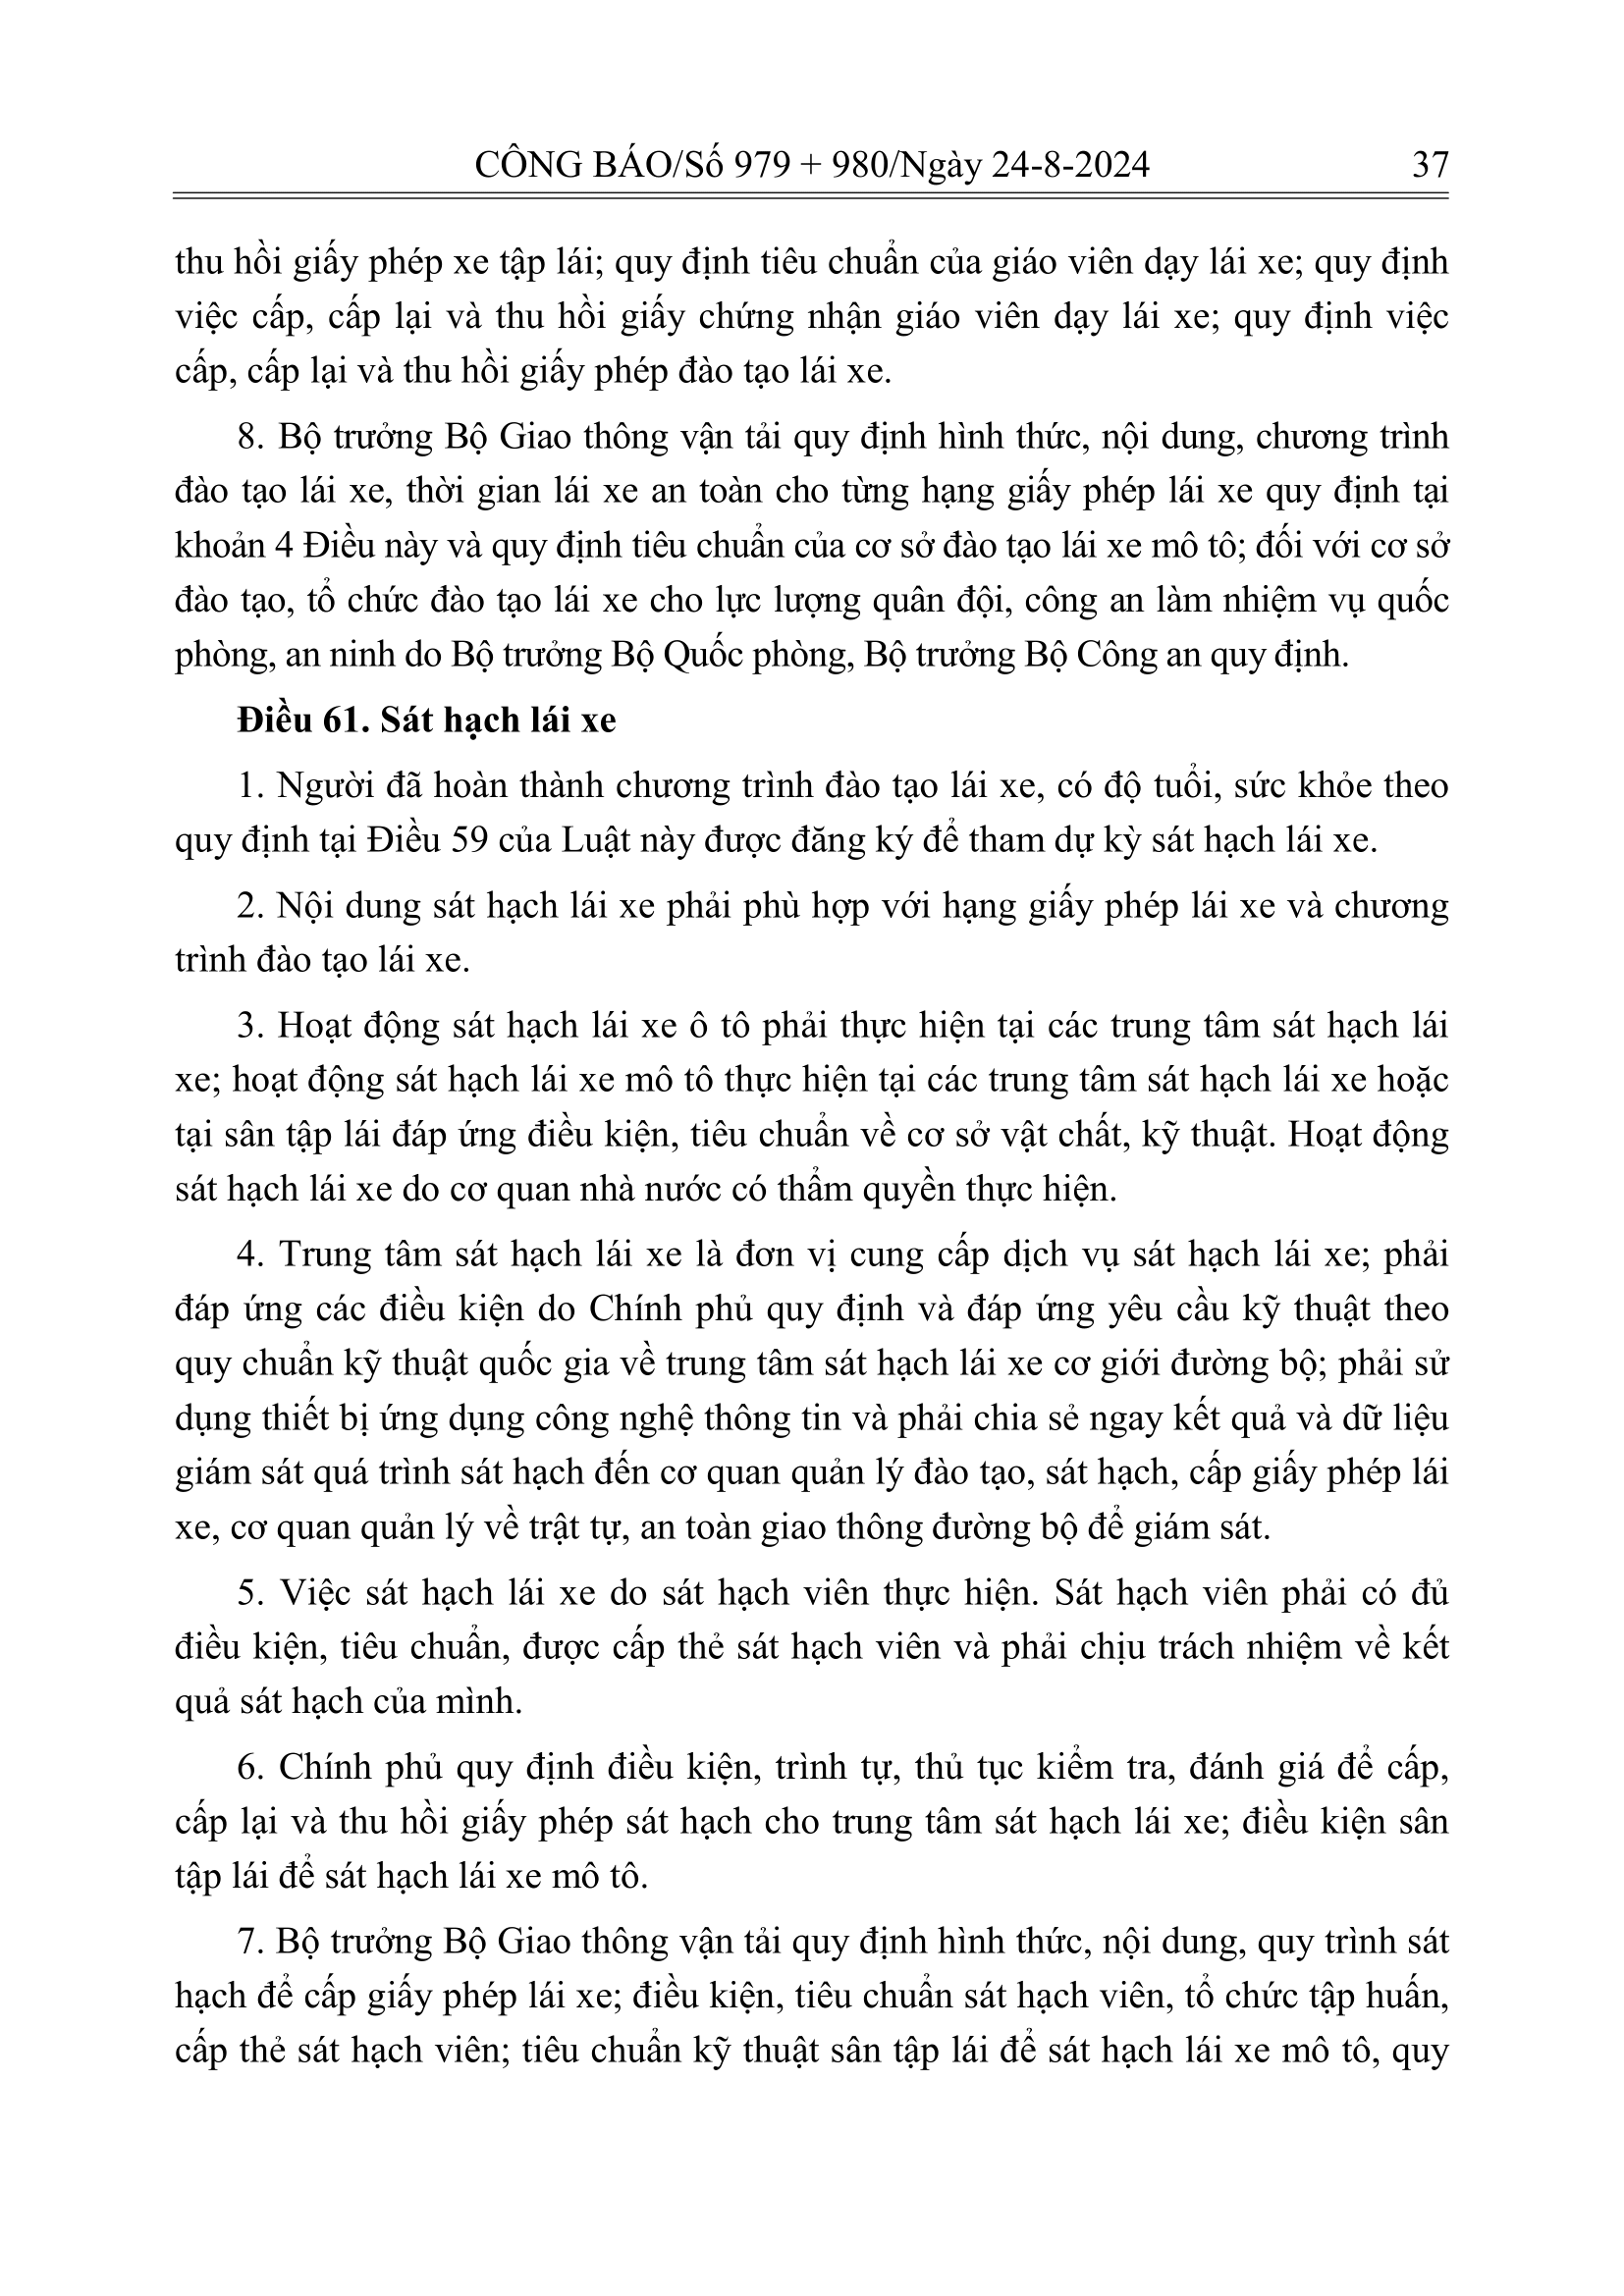 CÔNG BÁO/Số 979 + 980/Ngày 24-8-2024 37
thu hồi giấy phép xe tập lái; quy định tiêu chuẩn của giáo viên dạy lái xe; quy định
việc cấp, cấp lại và thu hồi giấy chứng nhận giáo viên dạy lái xe; quy định việc
cấp, cấp lại và thu hồi giấy phép đào tạo lái xe.
8. Bộ trưởng Bộ Giao thông vận tải quy định hình thức, nội dung, chương trình
đào tạo lái xe, thời gian lái xe an toàn cho từng hạng giấy phép lái xe quy định tại
khoản 4 Điều này và quy định tiêu chuẩn của cơ sở đào tạo lái xe mô tô; đối với cơ sở
đào tạo, tổ chức đào tạo lái xe cho lực lượng quân đội, công an làm nhiệm vụ quốc
phòng, an ninh do Bộ trưởng Bộ Quốc phòng, Bộ trưởng Bộ Công an quy định.
Điều 61. Sát hạch lái xe
1. Người đã hoàn thành chương trình đào tạo lái xe, có độ tuổi, sức khỏe theo
quy định tại Điều 59 của Luật này được đăng ký để tham dự kỳ sát hạch lái xe.
2. Nội dung sát hạch lái xe phải phù hợp với hạng giấy phép lái xe và chương
trình đào tạo lái xe.
3. Hoạt động sát hạch lái xe ô tô phải thực hiện tại các trung tâm sát hạch lái
xe; hoạt động sát hạch lái xe mô tô thực hiện tại các trung tâm sát hạch lái xe hoặc
tại sân tập lái đáp ứng điều kiện, tiêu chuẩn về cơ sở vật chất, kỹ thuật. Hoạt động
sát hạch lái xe do cơ quan nhà nước có thẩm quyền thực hiện.
4. Trung tâm sát hạch lái xe là đơn vị cung cấp dịch vụ sát hạch lái xe; phải
đáp ứng các điều kiện do Chính phủ quy định và đáp ứng yêu cầu kỹ thuật theo
quy chuẩn kỹ thuật quốc gia về trung tâm sát hạch lái xe cơ giới đường bộ; phải sử
dụng thiết bị ứng dụng công nghệ thông tin và phải chia sẻ ngay kết quả và dữ liệu
giám sát quá trình sát hạch đến cơ quan quản lý đào tạo, sát hạch, cấp giấy phép lái
xe, cơ quan quản lý về trật tự, an toàn giao thông đường bộ để giám sát.
5. Việc sát hạch lái xe do sát hạch viên thực hiện. Sát hạch viên phải có đủ
điều kiện, tiêu chuẩn, được cấp thẻ sát hạch viên và phải chịu trách nhiệm về kết
quả sát hạch của mình.
6. Chính phủ quy định điều kiện, trình tự, thủ tục kiểm tra, đánh giá để cấp,
cấp lại và thu hồi giấy phép sát hạch cho trung tâm sát hạch lái xe; điều kiện sân
tập lái để sát hạch lái xe mô tô.
7. Bộ trưởng Bộ Giao thông vận tải quy định hình thức, nội dung, quy trình sát
hạch để cấp giấy phép lái xe; điều kiện, tiêu chuẩn sát hạch viên, tổ chức tập huấn,
cấp thẻ sát hạch viên; tiêu chuẩn kỹ thuật sân tập lái để sát hạch lái xe mô tô, quy